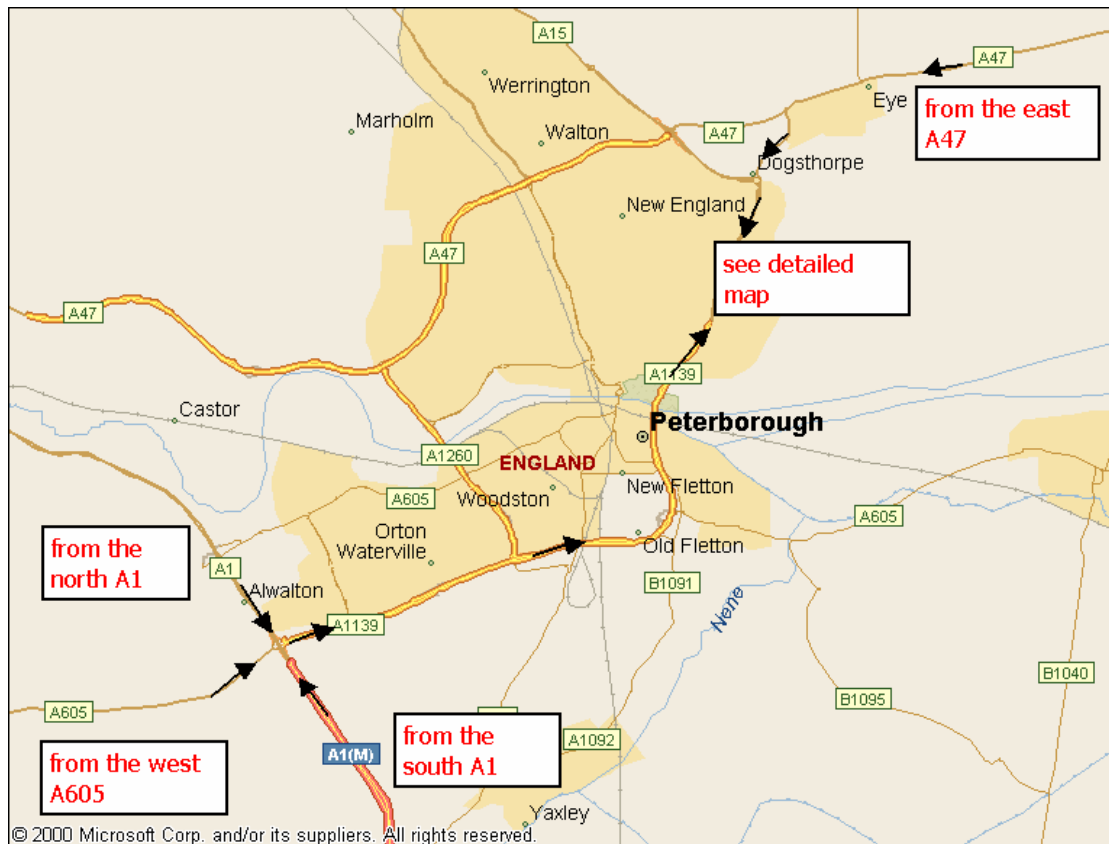 A15
A47
Werrington
Eye
from the east
A47
Marholm
A47
Walton
Dogsthorpe
New England
A47
see detailed
map
A47
A1139
Castor
Peterborough
A1260
ENGLAND
A605
Woodston
New Fletton
A605
Orton
Waterville
Old Fletton
from the
north A1
A1
B1091
Alwalton
Nene
A1139
B1040
B1095
A605
from the
south A1
A1092
from the west
A605
A1(M)
Yaxley
© 2000 Microsoft Corp. and/or its suppliers. All rights reserved.